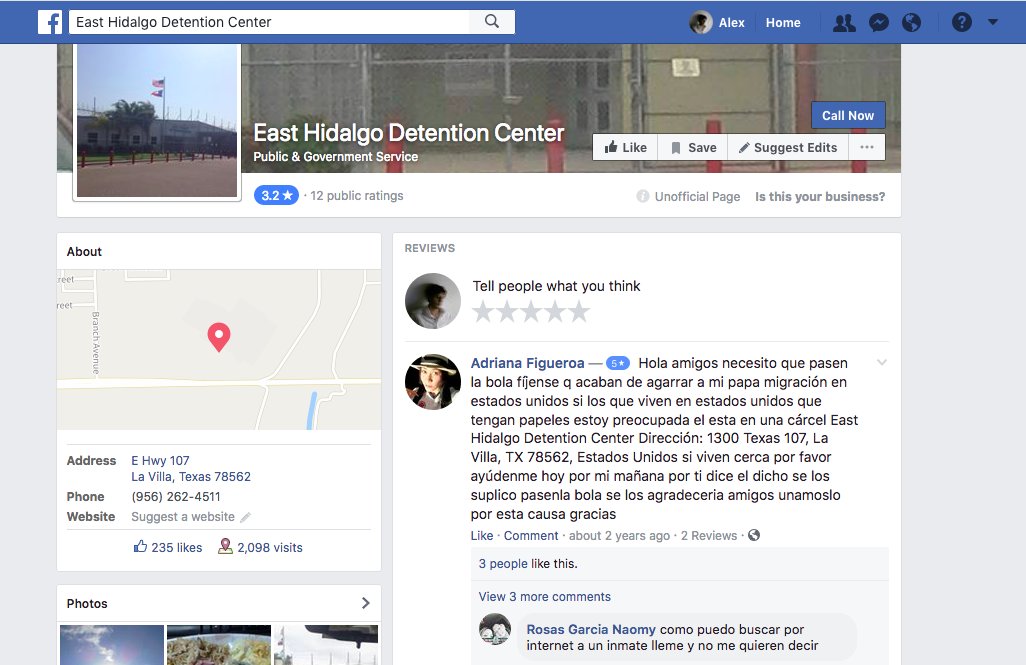 East Hidalgo Detention Center
Alex
Home
East Hidalgo Detention Center
Public & Government Service
Call Now
Like
Save
Suggest Edits
3.2 ★ · 12 public ratings
Unofficial Page
Is this your business?
About
reet
reet
Branch Avenue
Address E Hwy 107
La Villa, Texas 78562
Phone (956) 262-4511
Website Suggest a website
235 likes 2,098 visits
Photos
REVIEWS
Tell people what you think
Adriana Figueroa — 5★ Hola amigos necesito que pasen
la bola fíjense q acaban de agarrar a mi papa migración en
estados unidos si los que viven en estados unidos que
tengan papeles estoy preocupada el esta en una cárcel East
Hidalgo Detention Center Dirección: 1300 Texas 107, La
Villa, TX 78562, Estados Unidos si viven cerca por favor
ayúdenme hoy por mi mañana por ti dice el dicho se los
suplico pasenla bola se los agradeceria amigos unamoslo
por esta causa gracias
Like · Comment · about 2 years ago · 2 Reviews ·
3 people like this.
View 3 more comments
Rosas Garcia Naomy como puedo buscar por
internet a un inmate lleme y no me quieren decir